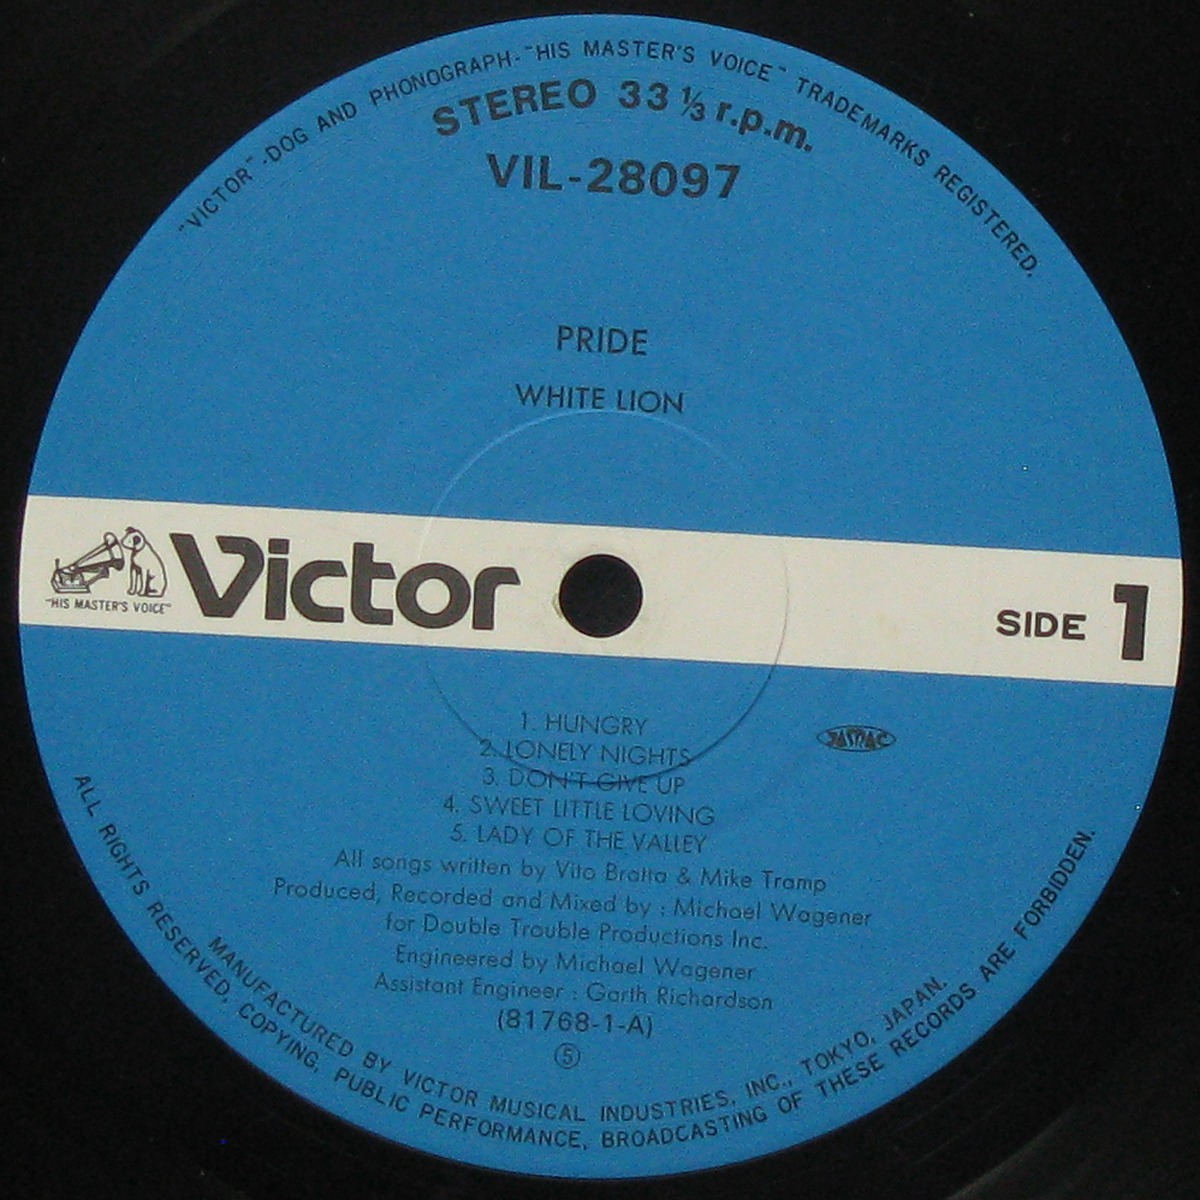 "VICTOR"-DOG AND PHONOGRAPH-"HIS MASTER'S VOICE" TRADEMARKS REGISTERED.
STEREO 33 ⅓ r.p.m.
VIL-28097
PRIDE
WHITE LION
"HIS MASTER'S VOICE"
Victor
SIDE 1
1. HUNGRY
2. LONELY NIGHTS
3. DON'T GIVE UP
4. SWEET LITTLE LOVING
5. LADY OF THE VALLEY
JASRAC
All songs written by Vito Bratta & Mike Tramp
Produced, Recorded and Mixed by : Michael Wagener
for Double Trouble Productions Inc.
Engineered by Michael Wagener
Assistant Engineer : Garth Richardson
(81768-1-A)
⑤
MANUFACTURED BY VICTOR MUSICAL INDUSTRIES, INC., TOKYO, JAPAN.
ALL RIGHTS RESERVED, COPYING, PUBLIC PERFORMANCE, BROADCASTING OF THESE RECORDS ARE FORBIDDEN.